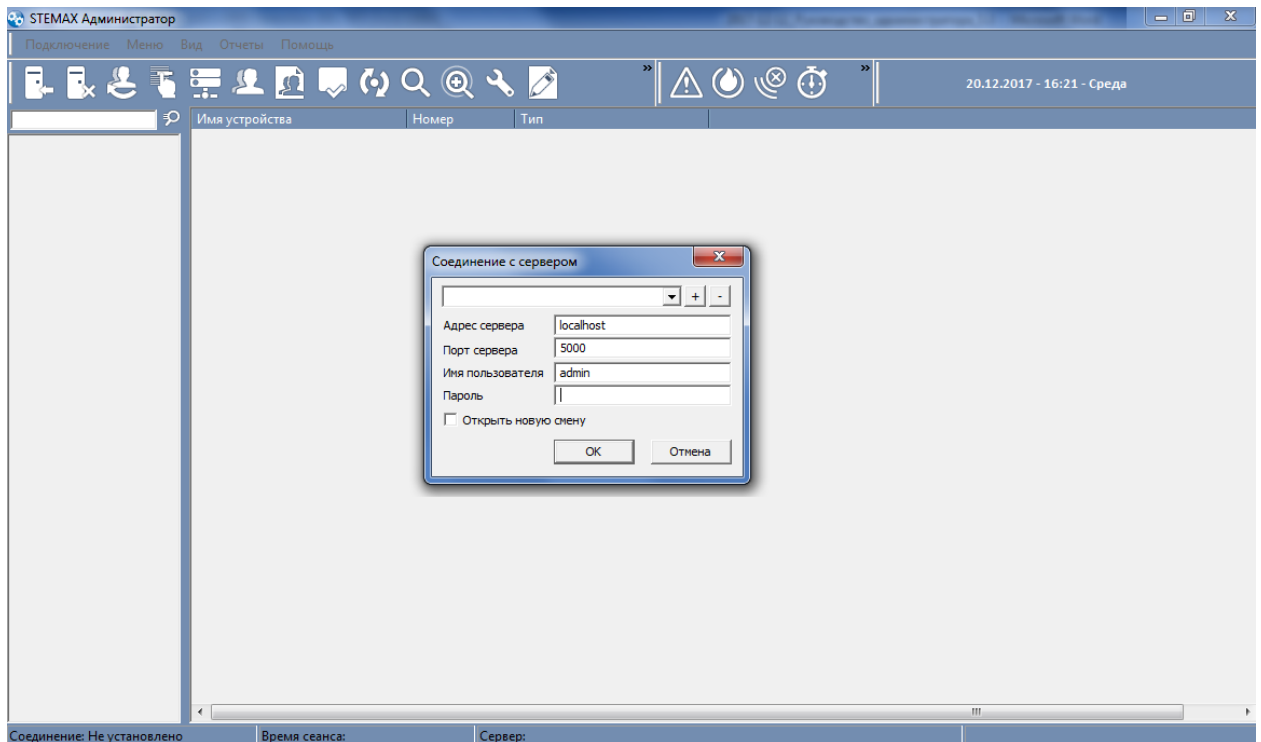 STEMAX Администратор
Подключение Меню Вид Отчеты Помощь
» » 20.12.2017 - 16:21 - Среда
Имя устройства Номер Тип
Соединение с сервером
+ -
Адрес сервера localhost
Порт сервера 5000
Имя пользователя admin
Пароль
Открыть новую смену
OK Отмена
Соединение: Не установлено Время сеанса: Сервер: